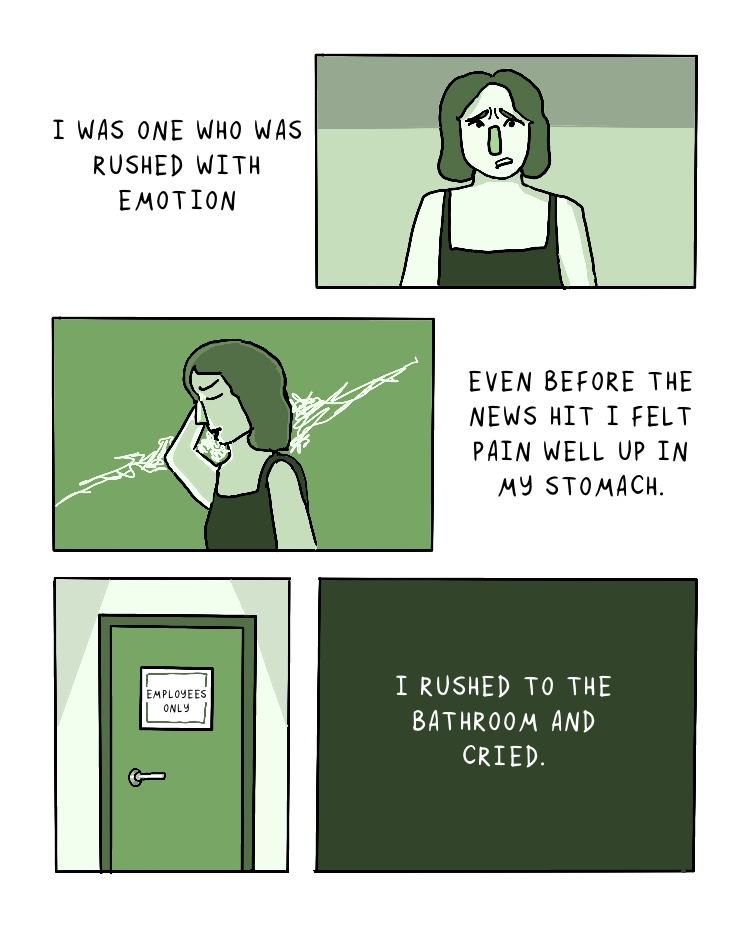 I WAS ONE WHO WAS
RUSHED WITH
EMOTION
EVEN BEFORE THE
NEWS HIT I FELT
PAIN WELL UP IN
MY STOMACH.
EMPLOYEES
ONLY
I RUSHED TO THE
BATHROOM AND
CRIED.